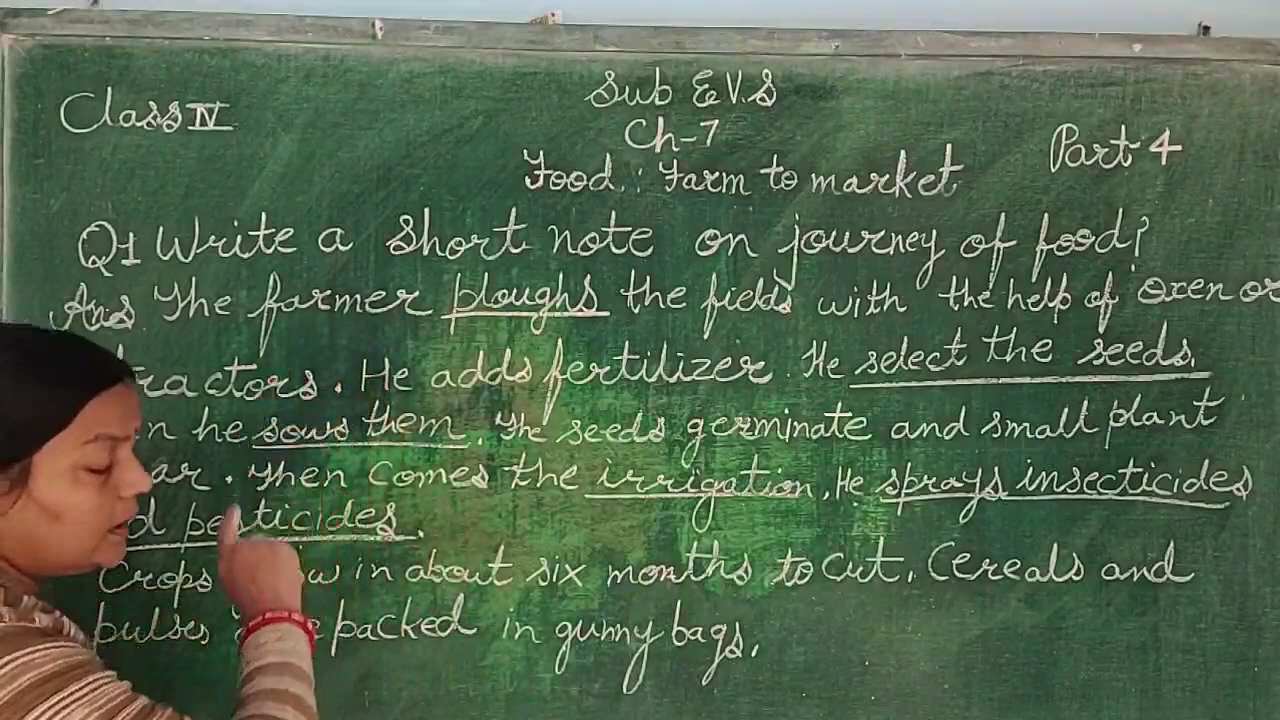 Sub E.V.S
Class IV
Ch-7
Part 4
Food : Farm to market
Q1 Write a short note on journey of food?
Ans. The farmer ploughs the fields with the help of oxen or
tractors. He adds fertilizer. He select the seeds.
n he sows them. The seeds germinate and small plant
ar. Then comes the irrigation. He sprays insecticides
d pesticides.
Crops w in about six months to cut. Cereals and
pulses packed in gunny bags.